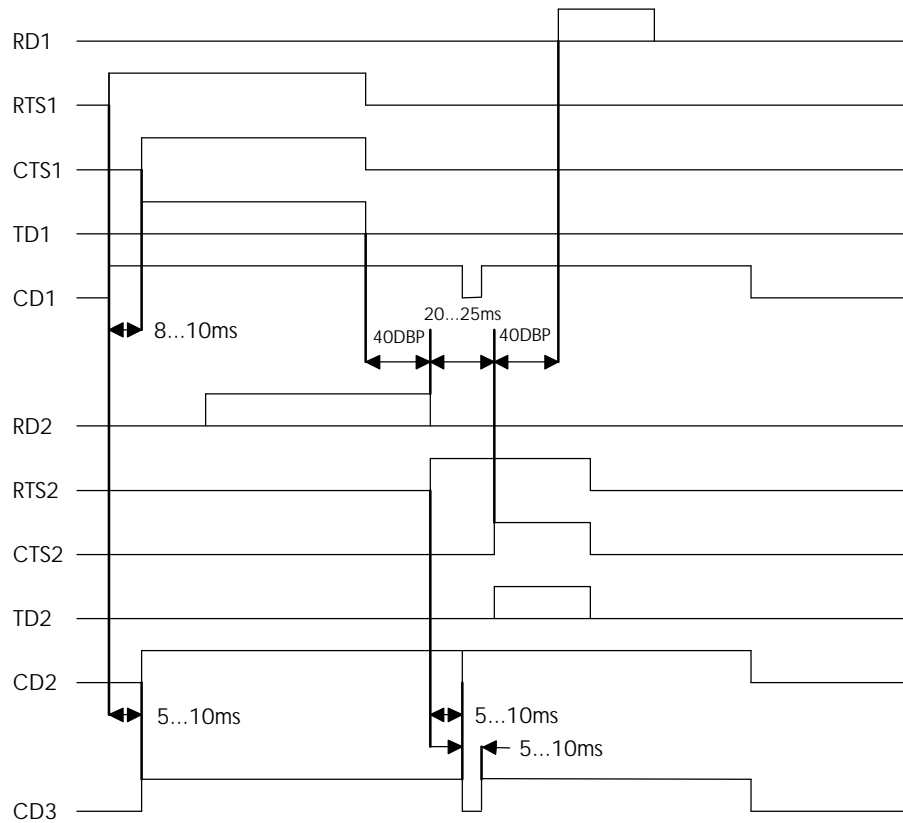 RD1
RTS1
CTS1
TD1
CD1
20...25ms
8...10ms
40DBP
40DBP
RD2
RTS2
CTS2
TD2
CD2
5...10ms
5...10ms
5...10ms
CD3